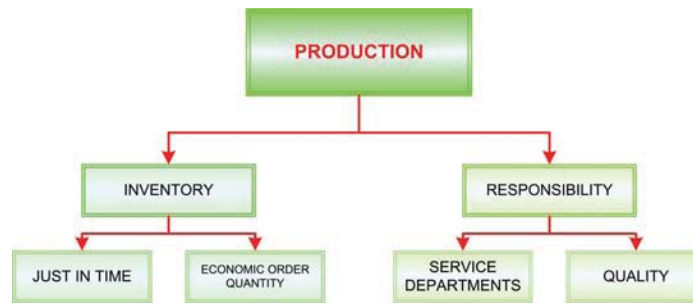 PRODUCTION
INVENTORY
RESPONSIBILITY
JUST IN TIME
ECONOMIC ORDER
QUANTITY
SERVICE
DEPARTMENTS
QUALITY